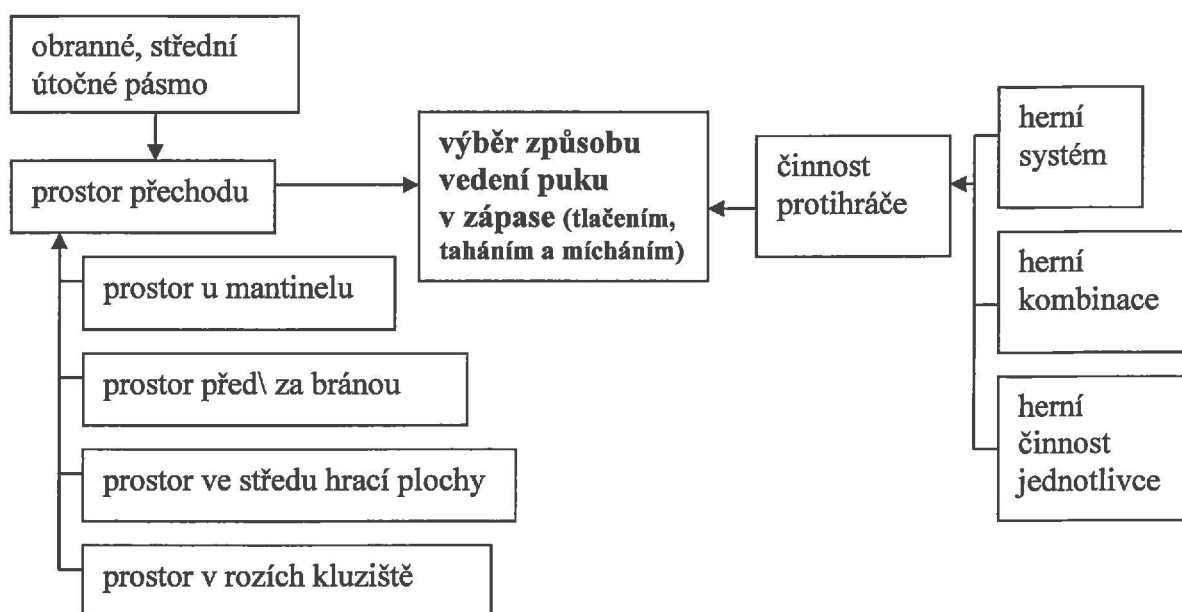 obranné, střední
útočné pásmo
prostor přechodu
prostor u mantinelu
prostor před\ za bránou
prostor ve středu hrací plochy
prostor v rozích kluziště
výběr způsobu
vedení puku
v zápase (tlačením,
taháním a mícháním)
činnost
protihráče
herní
systém
herní
kombinace
herní
činnost
jednotlivce